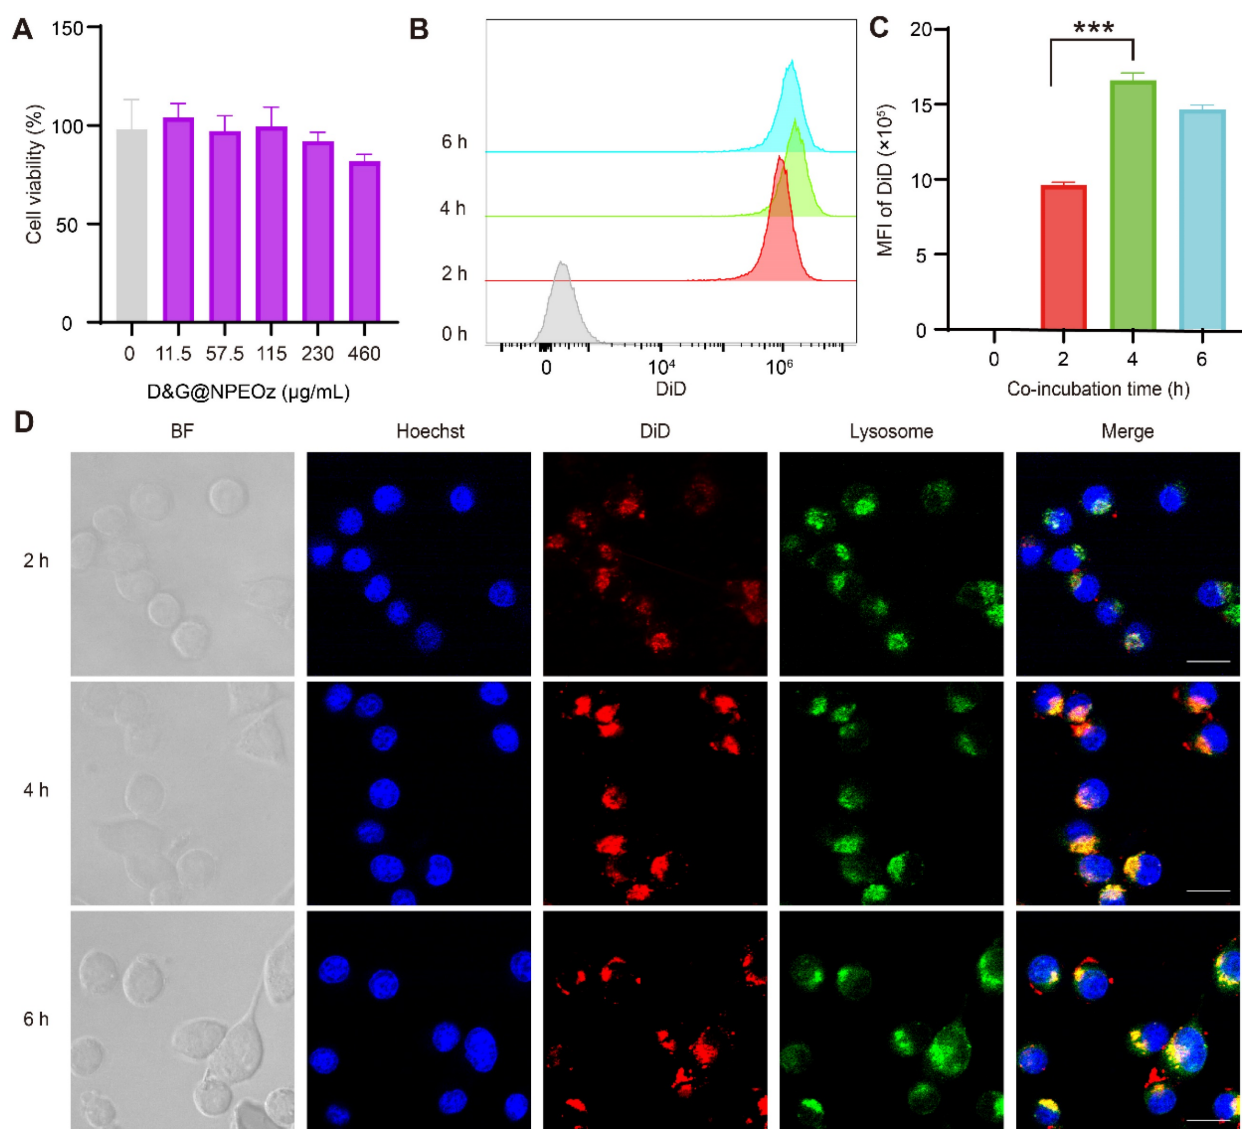 A
150
100
50
0
Cell viability (%)
0 11.5 57.5 115 230 460
D&G@NPEOz (µg/mL)
B
6 h
4 h
2 h
0 h
0 10⁴ 10⁶
DiD
C
20
15
10
5
0
MFI of DiD (×10⁵)
***
0 2 4 6
Co-incubation time (h)
D
BF Hoechst DiD Lysosome Merge
2 h
4 h
6 h